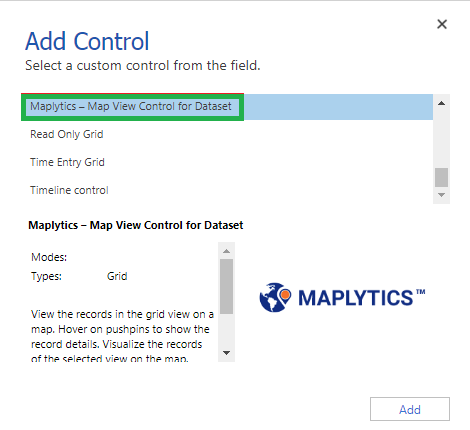 Add Control
Select a custom control from the field.
Maplytics – Map View Control for Dataset
Read Only Grid
Time Entry Grid
Timeline control
Maplytics – Map View Control for Dataset
Modes:
Types: Grid
View the records in the grid view on a
map. Hover on pushpins to show the
record details. Visualize the records
of the selected view on the map.
MAPLYTICS™
Add